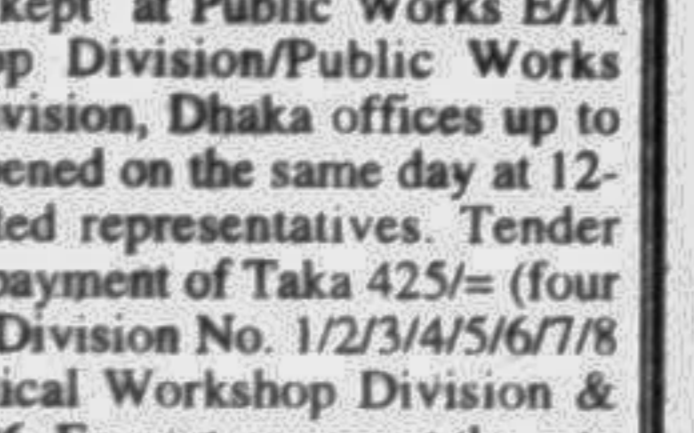 kept at Public Works E/M
op Division/Public Works
vision, Dhaka offices up to
ened on the same day at 12-
led representatives. Tender
payment of Taka 425/= (four
Division No. 1/2/3/4/5/6/7/8
ical Workshop Division &